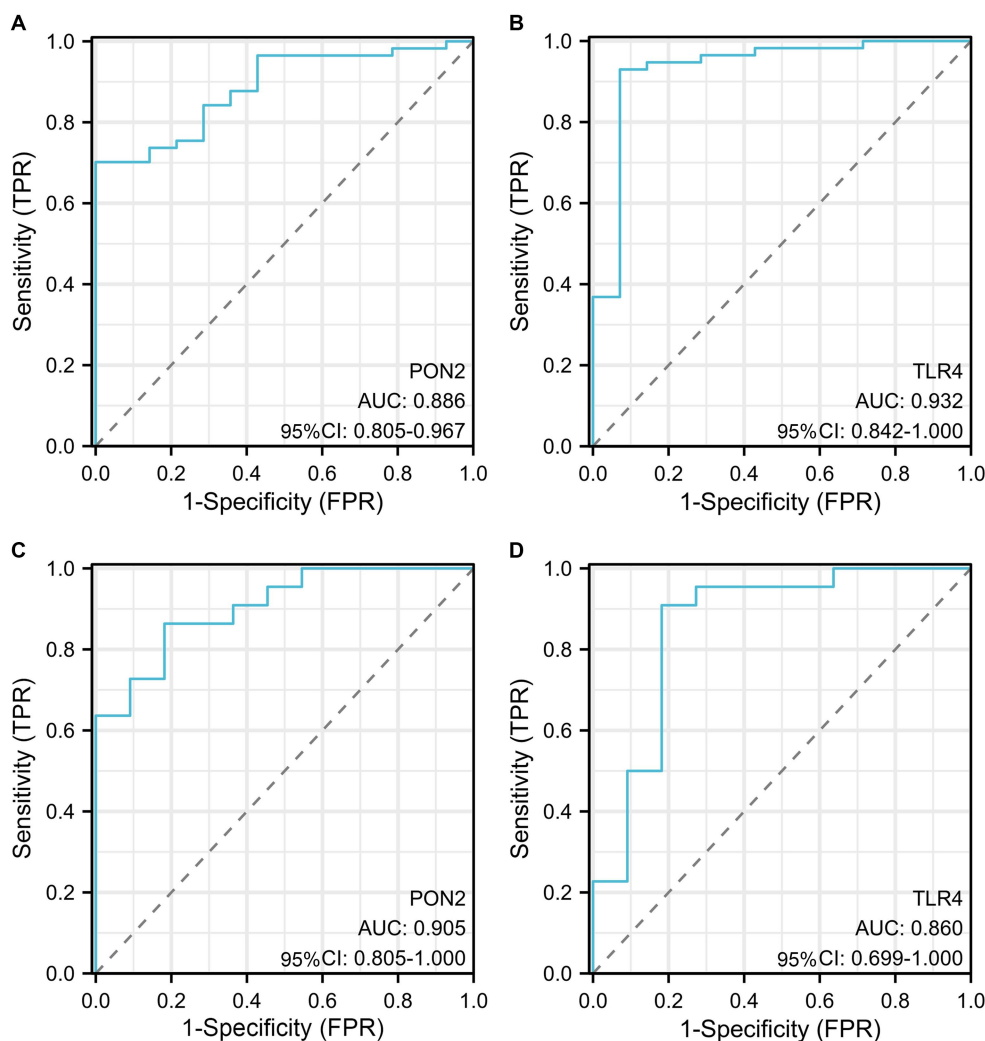 A
1.0
0.8
0.6
0.4
0.2
0.0
Sensitivity (TPR)
PON2
AUC: 0.886
95%CI: 0.805-0.967
0.0 0.2 0.4 0.6 0.8 1.0
1-Specificity (FPR)
B
1.0
0.8
0.6
0.4
0.2
0.0
Sensitivity (TPR)
TLR4
AUC: 0.932
95%CI: 0.842-1.000
0.0 0.2 0.4 0.6 0.8 1.0
1-Specificity (FPR)
C
1.0
0.8
0.6
0.4
0.2
0.0
Sensitivity (TPR)
PON2
AUC: 0.905
95%CI: 0.805-1.000
0.0 0.2 0.4 0.6 0.8 1.0
1-Specificity (FPR)
D
1.0
0.8
0.6
0.4
0.2
0.0
Sensitivity (TPR)
TLR4
AUC: 0.860
95%CI: 0.699-1.000
0.0 0.2 0.4 0.6 0.8 1.0
1-Specificity (FPR)